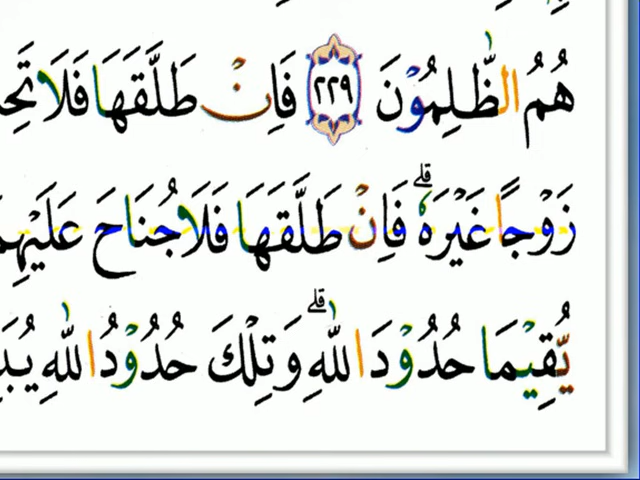 هُمُ الظّٰلِمُوْنَ ٢٢٩ فَاِنْ طَلَّقَهَا فَلَا
زَوْجًا غَيْرَهٗ ۗ فَاِنْ طَلَّقَهَا فَلَا جُنَاحَ
يُّقِيْمَا حُدُوْدَ اللّٰهِ ۗ وَتِلْكَ حُدُوْدُ اللّٰهِ